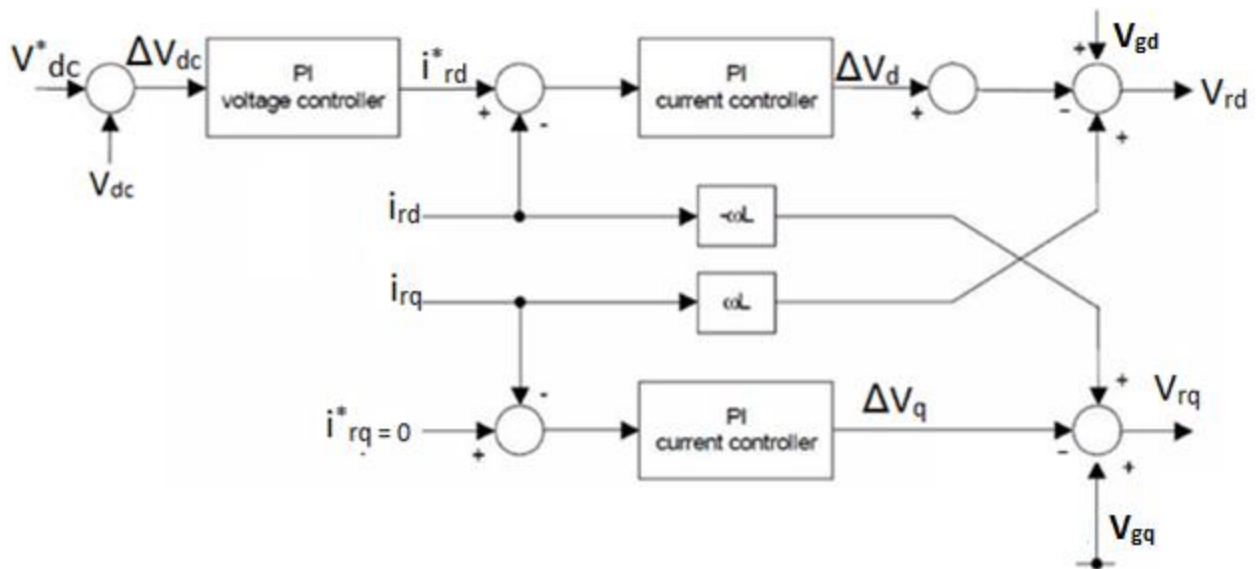 V*dc
ΔVdc
PI
voltage controller
i*rd
+
-
PI
current controller
ΔVd
+
-
+
Vgd
+
Vrd
Vdc
ird
-ωL
irq
ωL
i*rq = 0
+
-
PI
current controller
ΔVq
-
+
+
Vrq
Vgq